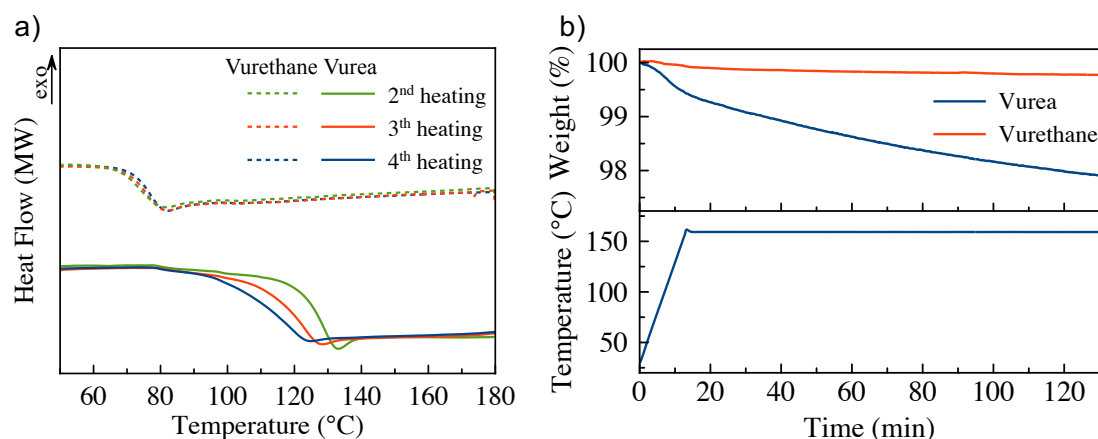 a)
exo
Heat Flow (MW)
Vurethane Vurea
2nd heating
3th heating
4th heating
60 80 100 120 140 160 180
Temperature (°C)
b)
Weight (%)
100
99
98
Vurea
Vurethane
Temperature (°C)
150
100
50
0 20 40 60 80 100 120
Time (min)